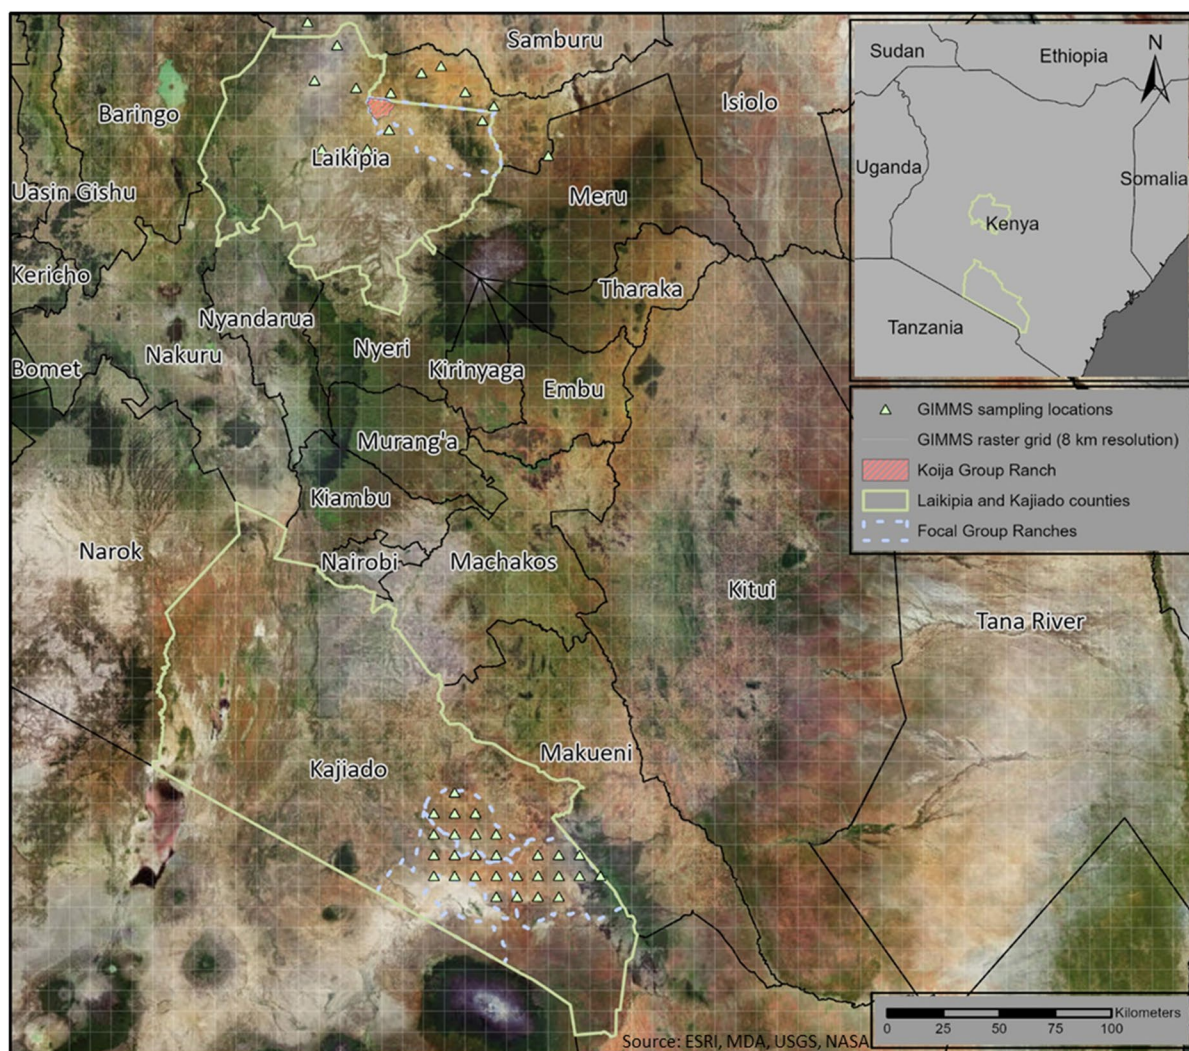 Samburu
Baringo
Isiolo
Laikipia
Uasin Gishu
Meru
Kericho
Tharaka
Nyandarua
Nakuru
Nyeri
Bomet
Kirinyaga
Embu
Murang'a
Kiambu
Narok
Nairobi
Machakos
Kitui
Tana River
Makueni
Kajiado
Sudan
Ethiopia
N
Uganda
Somalia
Kenya
Tanzania
GIMMS sampling locations
GIMMS raster grid (8 km resolution)
Koija Group Ranch
Laikipia and Kajiado counties
Focal Group Ranches
Kilometers
0 25 50 75 100
Source: ESRI, MDA, USGS, NASA